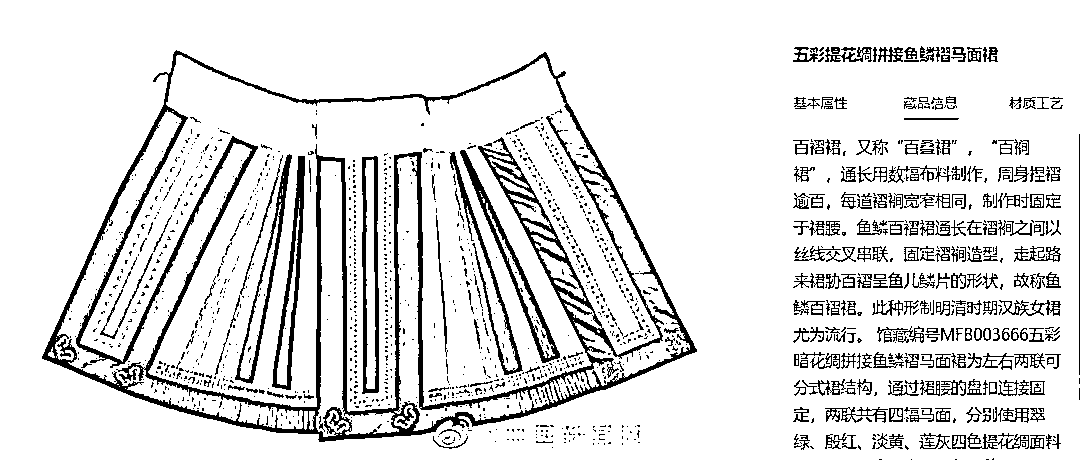 五彩提花绸拼接鱼鳞褶马面裙
基本属性 藏品信息 材质工艺
百褶裙，又称“百叠裙”，“百裥
裙”，通长用数辐布料制作，周身捏褶
逾百，每道褶裥宽窄相同，制作时固定
于裙腰。鱼鳞百褶裙通长在褶裥之间以
丝线交叉串联，固定褶裥造型，走起路
来裙胁百褶呈鱼儿鳞片的形状，故称鱼
鳞百褶裙。此种形制明清时期汉族女裙
尤为流行。馆藏编号MFB003666五彩
暗花绸拼接鱼鳞褶马面裙为左右两联可
分式裙结构，通过裙腰的盘扣连接固
定，两联共有四辐马面，分别使用翠
绿、殷红、淡黄、莲灰四色提花绸面料
中国新闻网